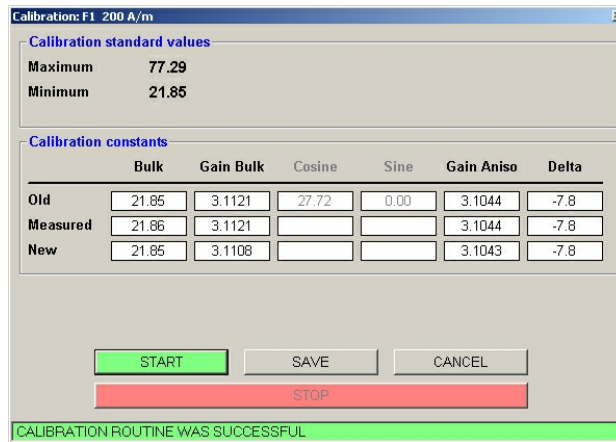 Calibration: F1 200 A/m
Calibration standard values
Maximum 77.29
Minimum 21.85
Calibration constants
Bulk Gain Bulk Cosine Sine Gain Aniso Delta
Old 21.85 3.1121 27.72 0.00 3.1044 -7.8
Measured 21.86 3.1121 3.1044 -7.8
New 21.85 3.1108 3.1043 -7.8
START SAVE CANCEL
STOP
CALIBRATION ROUTINE WAS SUCCESSFUL